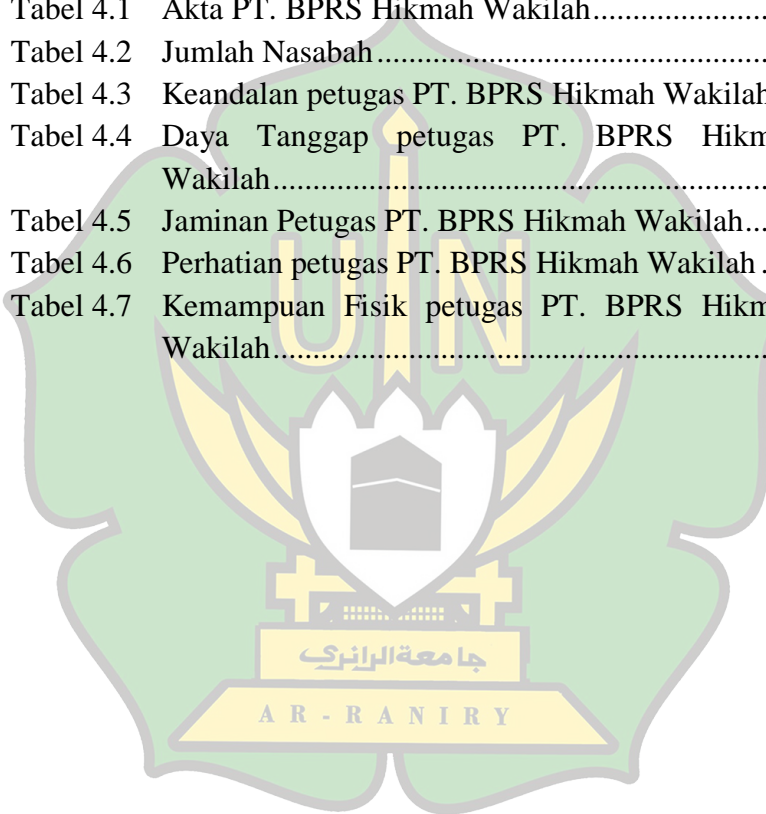 Tabel 4.1 Akta PT. BPRS Hikmah Wakilah......................
Tabel 4.2 Jumlah Nasabah..................................................
Tabel 4.3 Keandalan petugas PT. BPRS Hikmah Wakilah
Tabel 4.4 Daya Tanggap petugas PT. BPRS Hikm
Wakilah...............................................................
Tabel 4.5 Jaminan Petugas PT. BPRS Hikmah Wakilah...
Tabel 4.6 Perhatian petugas PT. BPRS Hikmah Wakilah .
Tabel 4.7 Kemampuan Fisik petugas PT. BPRS Hikm
Wakilah...............................................................
UIN
جامعةالرانري
AR-RANIRY